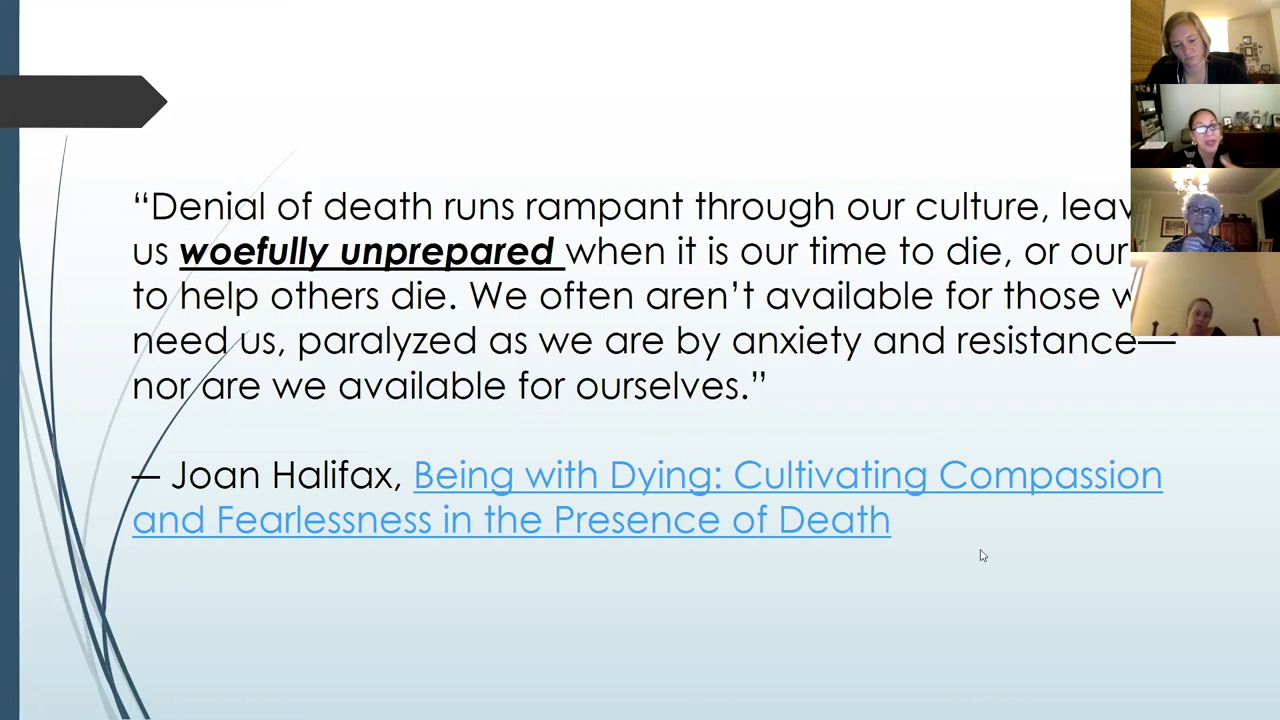 “Denial of death runs rampant through our culture,
us woefully unprepared when it is our time to die, or our
to help others die. We often aren’t available for those
need us, paralyzed as we are by anxiety and resistance—
nor are we available for ourselves.”
— Joan Halifax, Being with Dying: Cultivating Compassion
and Fearlessness in the Presence of Death